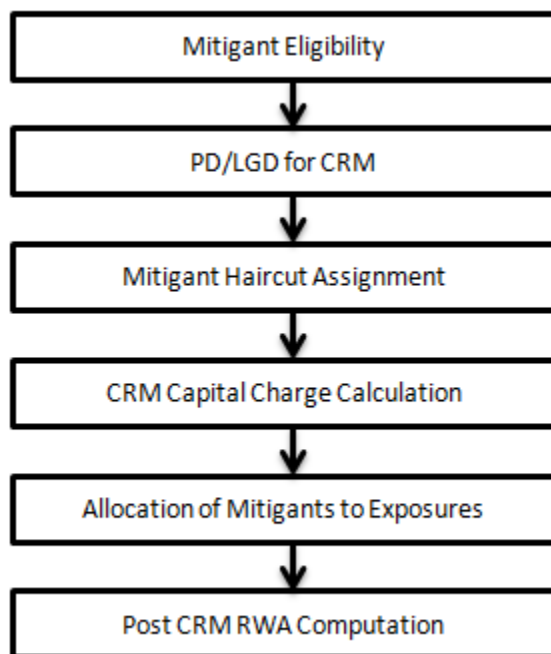 Mitigant Eligibility
PD/LGD for CRM
Mitigant Haircut Assignment
CRM Capital Charge Calculation
Allocation of Mitigants to Exposures
Post CRM RWA Computation